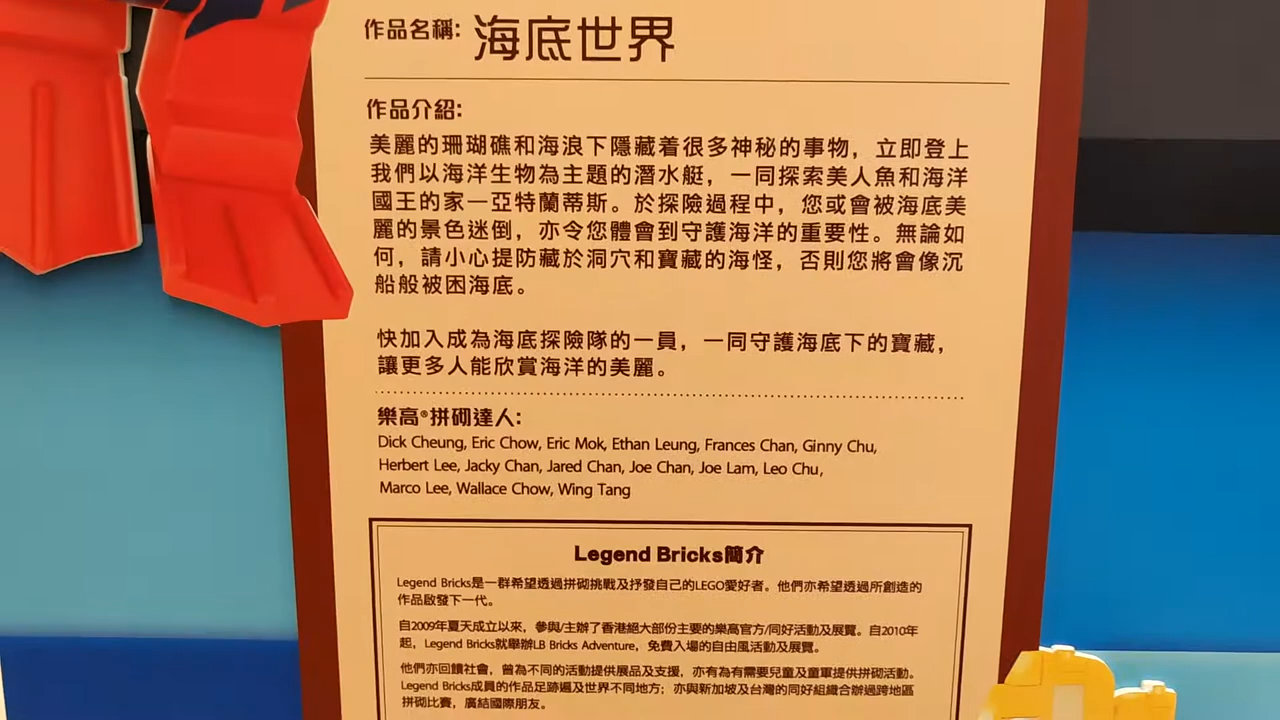 作品名稱: 海底世界
作品介紹:
美麗的珊瑚礁和海浪下隱藏着很多神秘的事物，立即登上
我們以海洋生物為主題的潛水艇，一同探索美人魚和海洋
國王的家—亞特蘭蒂斯。於探險過程中，您或會被海底美
麗的景色迷倒，亦令您體會到守護海洋的重要性。無論如
何，請小心提防藏於洞穴和寶藏的海怪，否則您將會像沉
船般被困海底。
快加入成為海底探險隊的一員，一同守護海底下的寶藏，
讓更多人能欣賞海洋的美麗。
樂高®拼砌達人:
Dick Cheung, Eric Chow, Eric Mok, Ethan Leung, Frances Chan, Ginny Chu,
Herbert Lee, Jacky Chan, Jared Chan, Joe Chan, Joe Lam, Leo Chu,
Marco Lee, Wallace Chow, Wing Tang
Legend Bricks簡介
Legend Bricks是一群希望透過拼砌挑戰及抒發自己的LEGO愛好者。他們亦希望透過所創造的
作品啟發下一代。
自2009年夏天成立以來，參與/主辦了香港絕大部份主要的樂高官方/同好活動及展覽。自2010年
起，Legend Bricks就舉辦LB Bricks Adventure，免費入場的自由風活動及展覽。
他們亦回饋社會，曾為不同的活動提供展品及支援，亦有為有需要兒童及童軍提供拼砌活動。
Legend Bricks成員的作品足跡遍及世界不同地方；亦與新加坡及台灣的同好組織合辦過跨地區
拼砌比賽，廣結國際朋友。